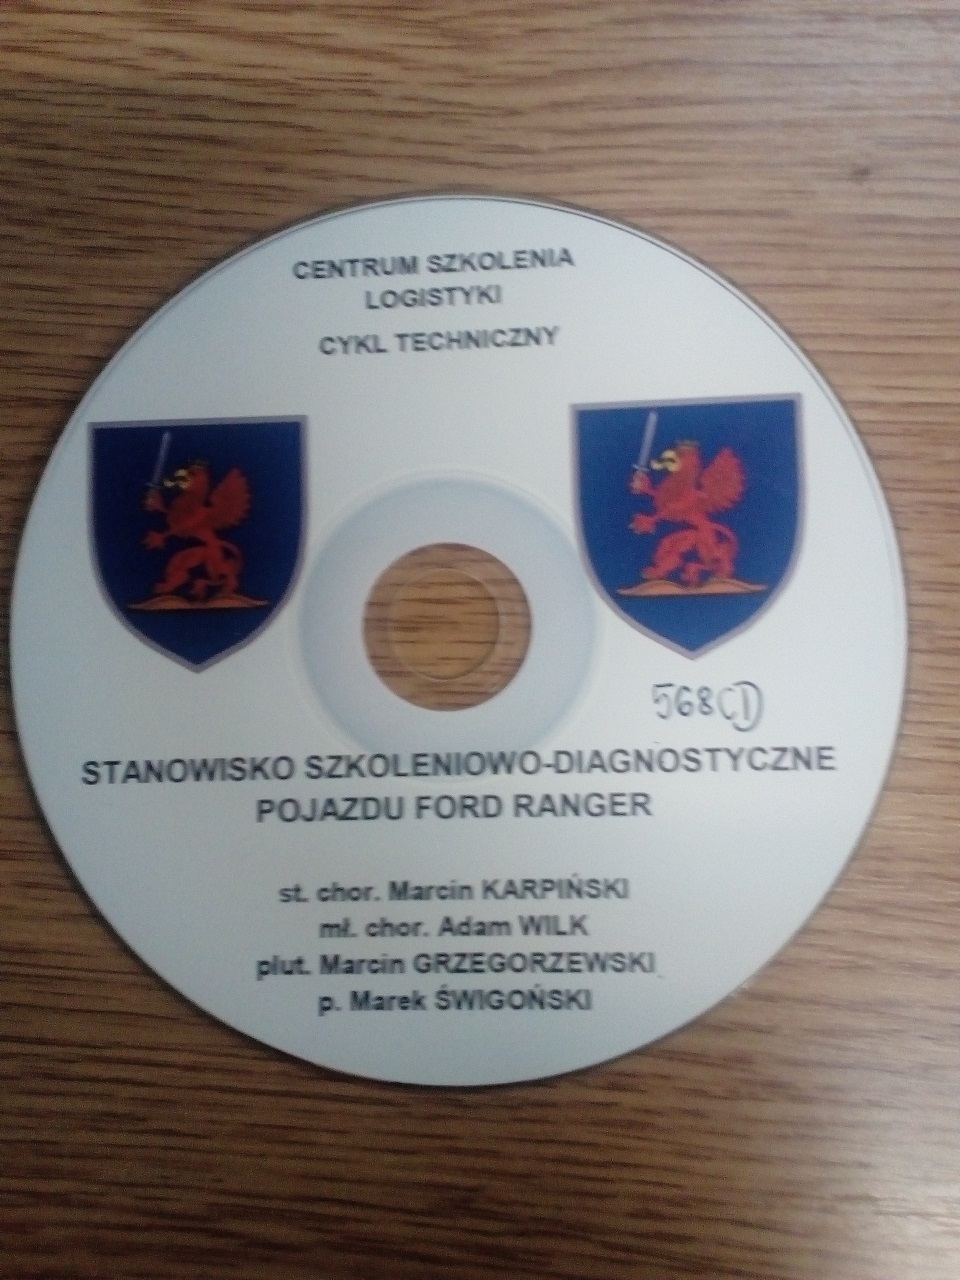 CENTRUM SZKOLENIA
LOGISTYKI
CYKL TECHNICZNY
568CD
STANOWISKO SZKOLENIOWO-DIAGNOSTYCZNE
POJAZDU FORD RANGER
st. chor. Marcin KARPIŃSKI
mł. chor. Adam WILK
plut. Marcin GRZEGORZEWSKI
p. Marek ŚWIGOŃSKI